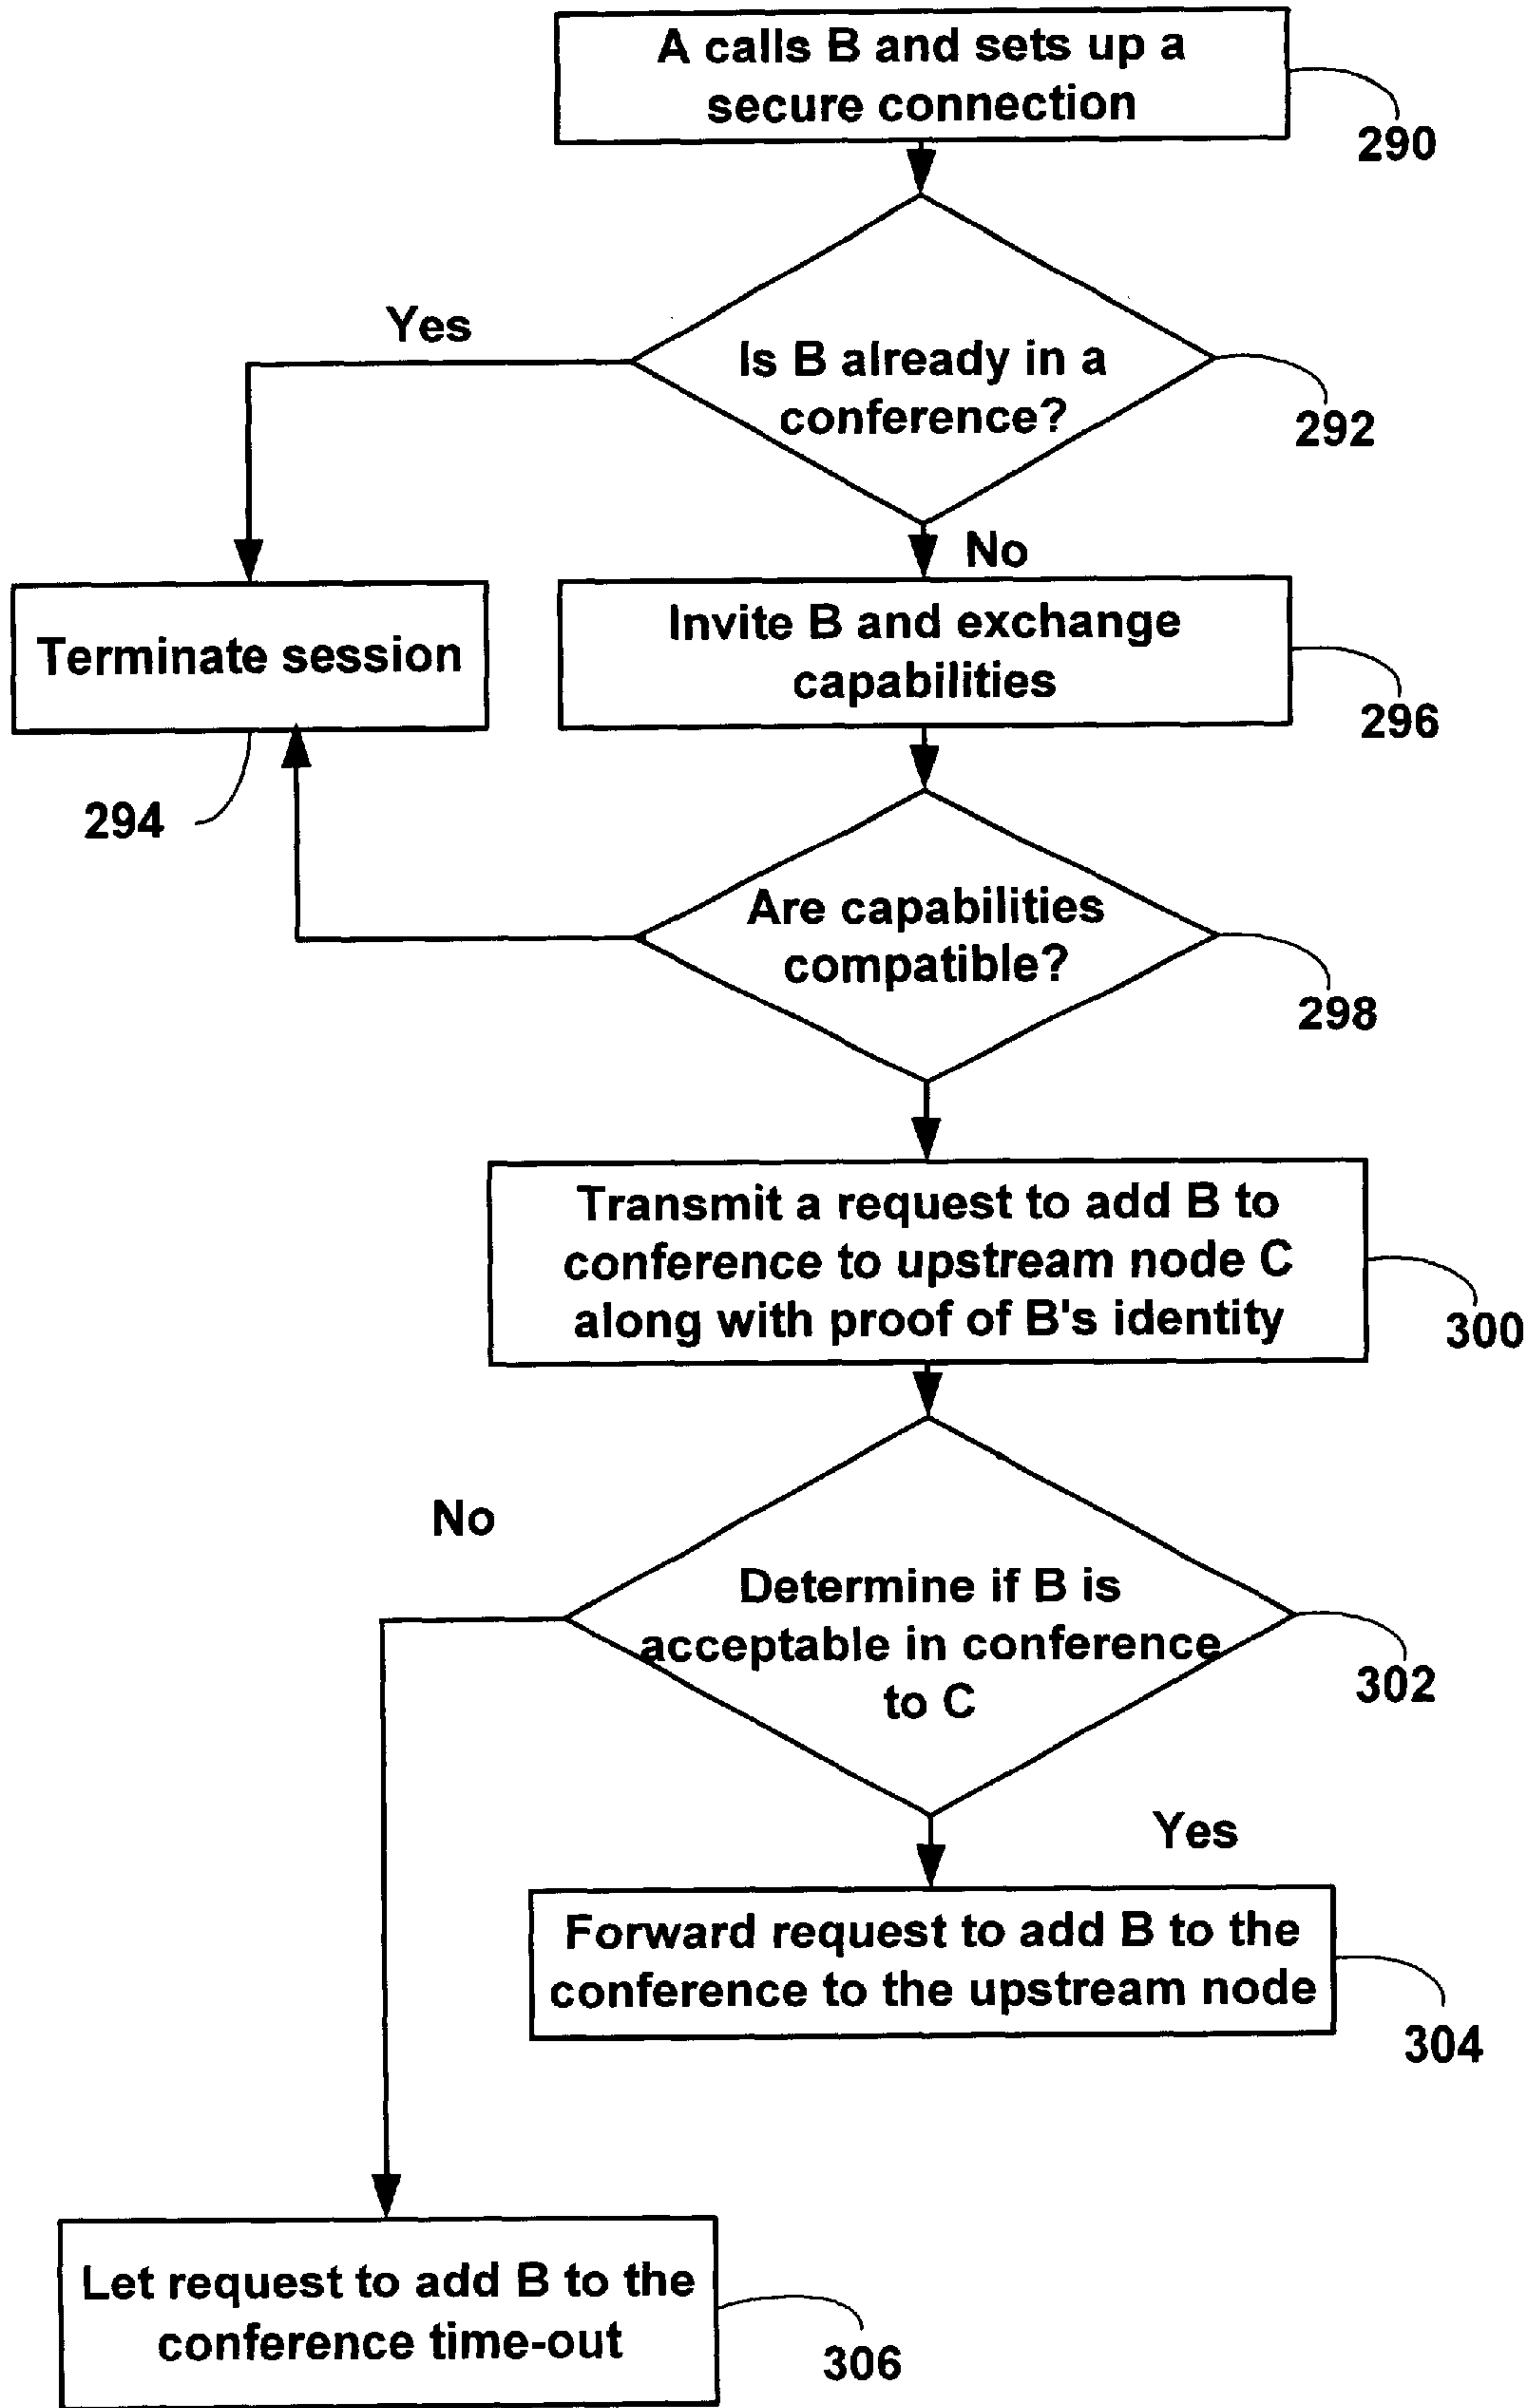 A calls B and sets up a
secure connection
290
Yes
Is B already in a
conference?
292
No
Terminate session
Invite B and exchange
capabilities
296
294
Are capabilities
compatible?
298
Transmit a request to add B to
conference to upstream node C
along with proof of B's identity
300
No
Determine if B is
acceptable in conference
to C
302
Yes
Forward request to add B to the
conference to the upstream node
304
Let request to add B to the
conference time-out
306